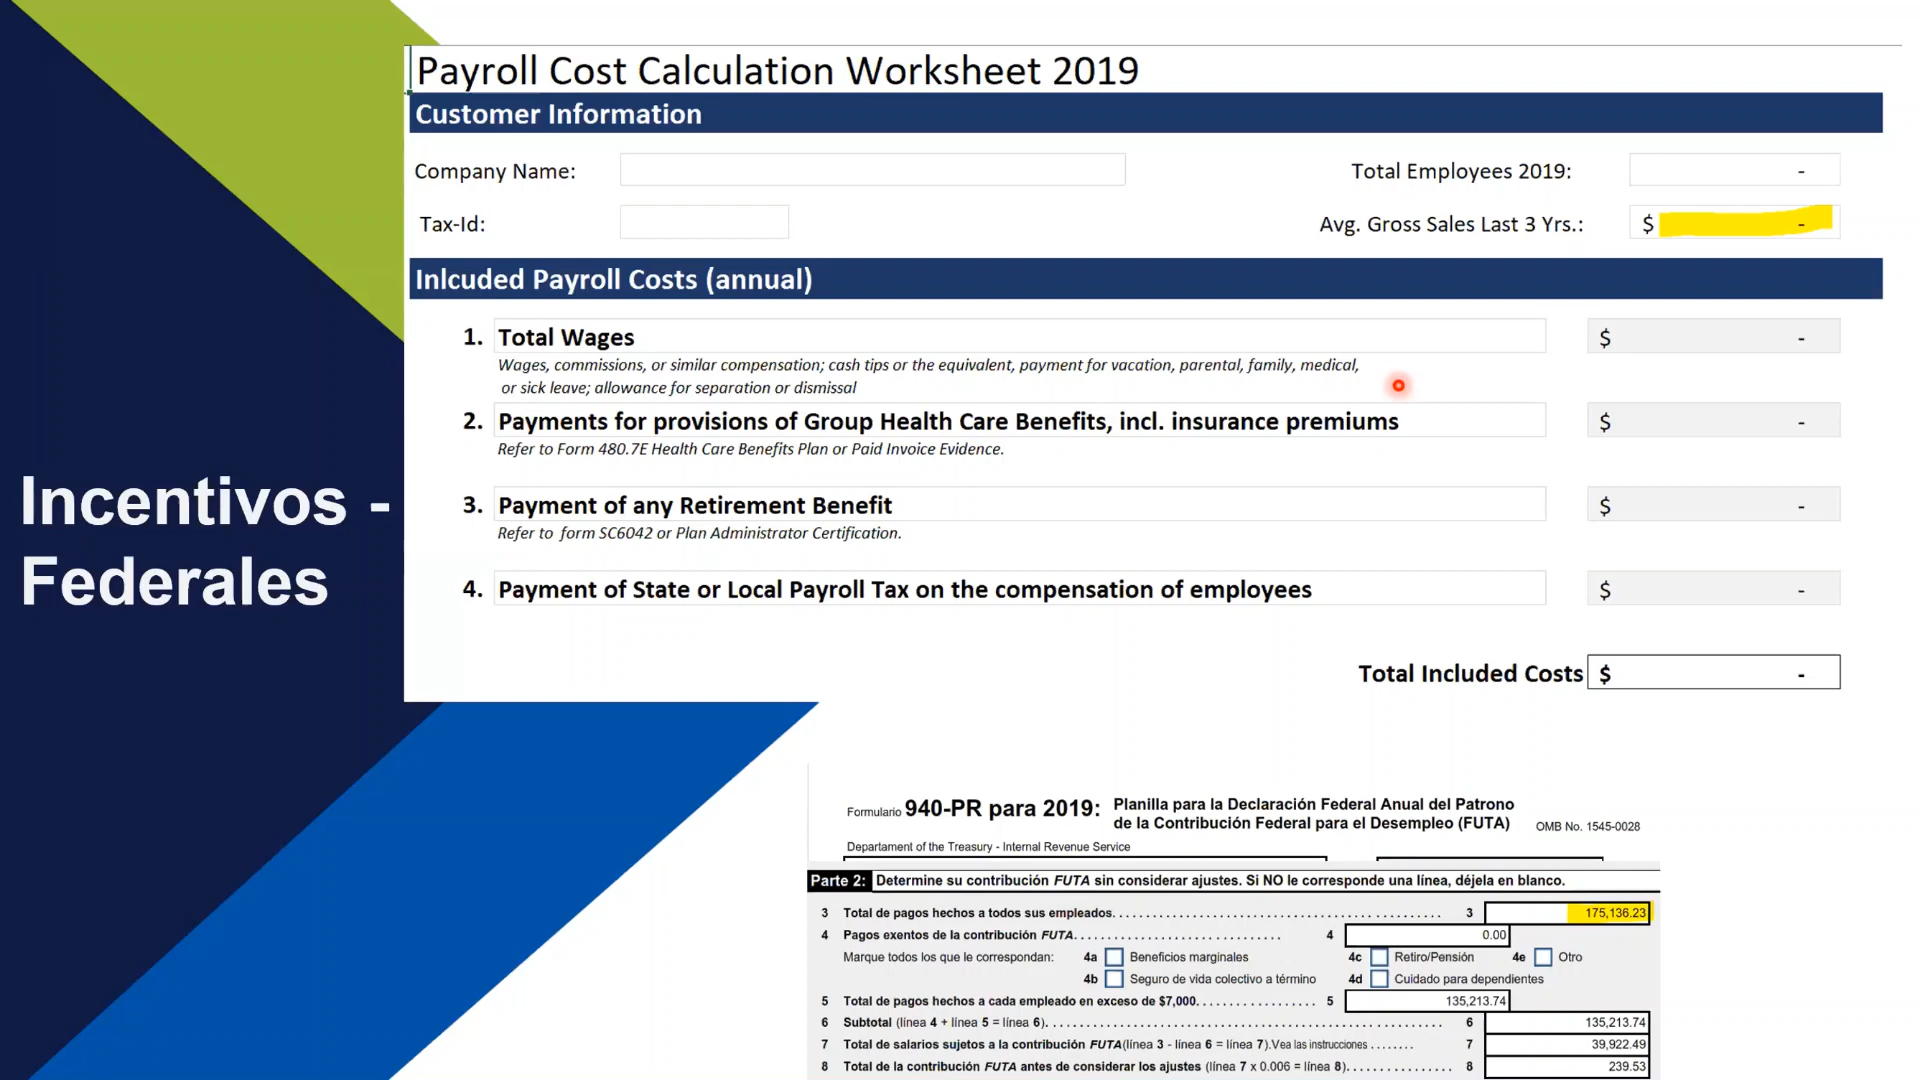 Incentivos -
Federales
Payroll Cost Calculation Worksheet 2019
Customer Information
Company Name:
Total Employees 2019: -
Tax-Id:
Avg. Gross Sales Last 3 Yrs.: $ -
Inlcuded Payroll Costs (annual)
1. Total Wages $ -
Wages, commissions, or similar compensation; cash tips or the equivalent, payment for vacation, parental, family, medical,
or sick leave; allowance for separation or dismissal
2. Payments for provisions of Group Health Care Benefits, incl. insurance premiums $ -
Refer to Form 480.7E Health Care Benefits Plan or Paid Invoice Evidence.
3. Payment of any Retirement Benefit $ -
Refer to form SC6042 or Plan Administrator Certification.
4. Payment of State or Local Payroll Tax on the compensation of employees $ -
Total Included Costs $ -
Formulario 940-PR para 2019: Planilla para la Declaración Federal Anual del Patrono
de la Contribución Federal para el Desempleo (FUTA) OMB No. 1545-0028
Departament of the Treasury - Internal Revenue Service
Parte 2: Determine su contribución FUTA sin considerar ajustes. Si NO le corresponde una línea, déjela en blanco.
3 Total de pagos hechos a todos sus empleados. 3 175,136.23
4 Pagos exentos de la contribución FUTA. 4 0.00
Marque todos los que le correspondan: 4a Beneficios marginales 4c Retiro/Pensión 4e Otro
4b Seguro de vida colectivo a término 4d Cuidado para dependientes
5 Total de pagos hechos a cada empleado en exceso de $7,000. 5 135,213.74
6 Subtotal (línea 4 + línea 5 = línea 6). 6 135,213.74
7 Total de salarios sujetos a la contribución FUTA(línea 3 - línea 6 = línea 7).Vea las instrucciones 7 39,922.49
8 Total de la contribución FUTA antes de considerar los ajustes (línea 7 x 0.006 = línea 8). 8 239.53